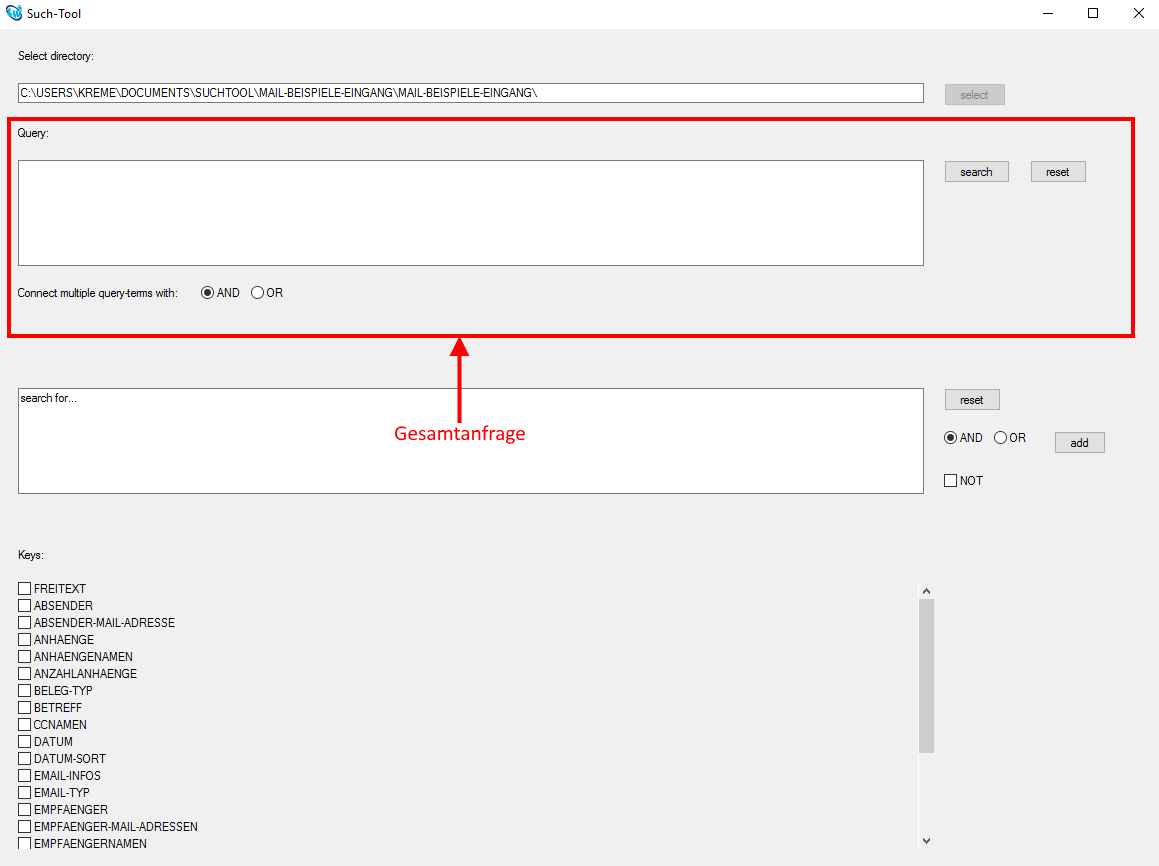 Such-Tool
Select directory:
C:\USERS\KREME\DOCUMENTS\SUCHTOOL\MAIL-BEISPIELE-EINGANG\MAIL-BEISPIELE-EINGANG\
select
Query:
search reset
Connect multiple query-terms with: AND OR
search for...
reset
Gesamtanfrage
AND OR
add
NOT
Keys:
FREITEXT
ABSENDER
ABSENDER-MAIL-ADRESSE
ANHAENGE
ANHAENGENAMEN
ANZAHLANHAENGE
BELEG-TYP
BETREFF
CCNAMEN
DATUM
DATUM-SORT
EMAIL-INFOS
EMAIL-TYP
EMPFAENGER
EMPFAENGER-MAIL-ADRESSEN
EMPFAENGERNAMEN